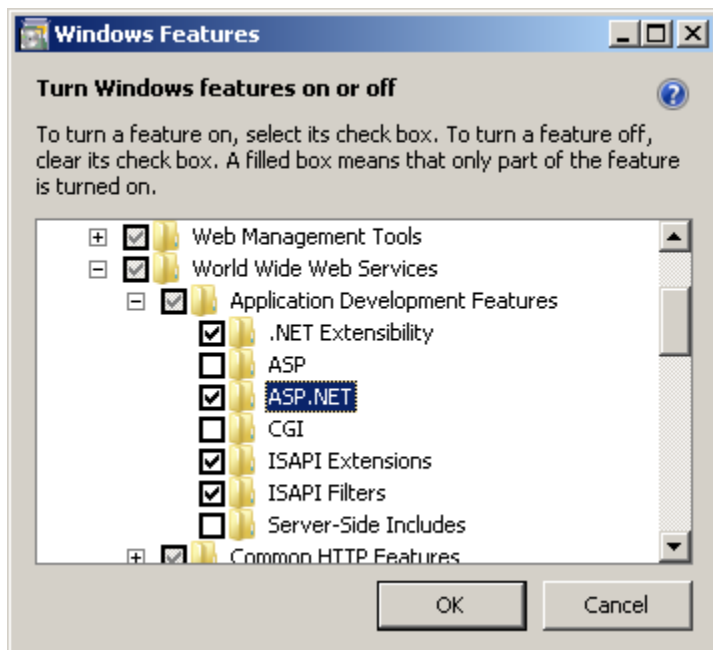 Windows Features
Turn Windows features on or off
To turn a feature on, select its check box. To turn a feature off,
clear its check box. A filled box means that only part of the feature
is turned on.
Web Management Tools
World Wide Web Services
Application Development Features
.NET Extensibility
ASP
ASP.NET
CGI
ISAPI Extensions
ISAPI Filters
Server-Side Includes
Common HTTP Features
OK
Cancel